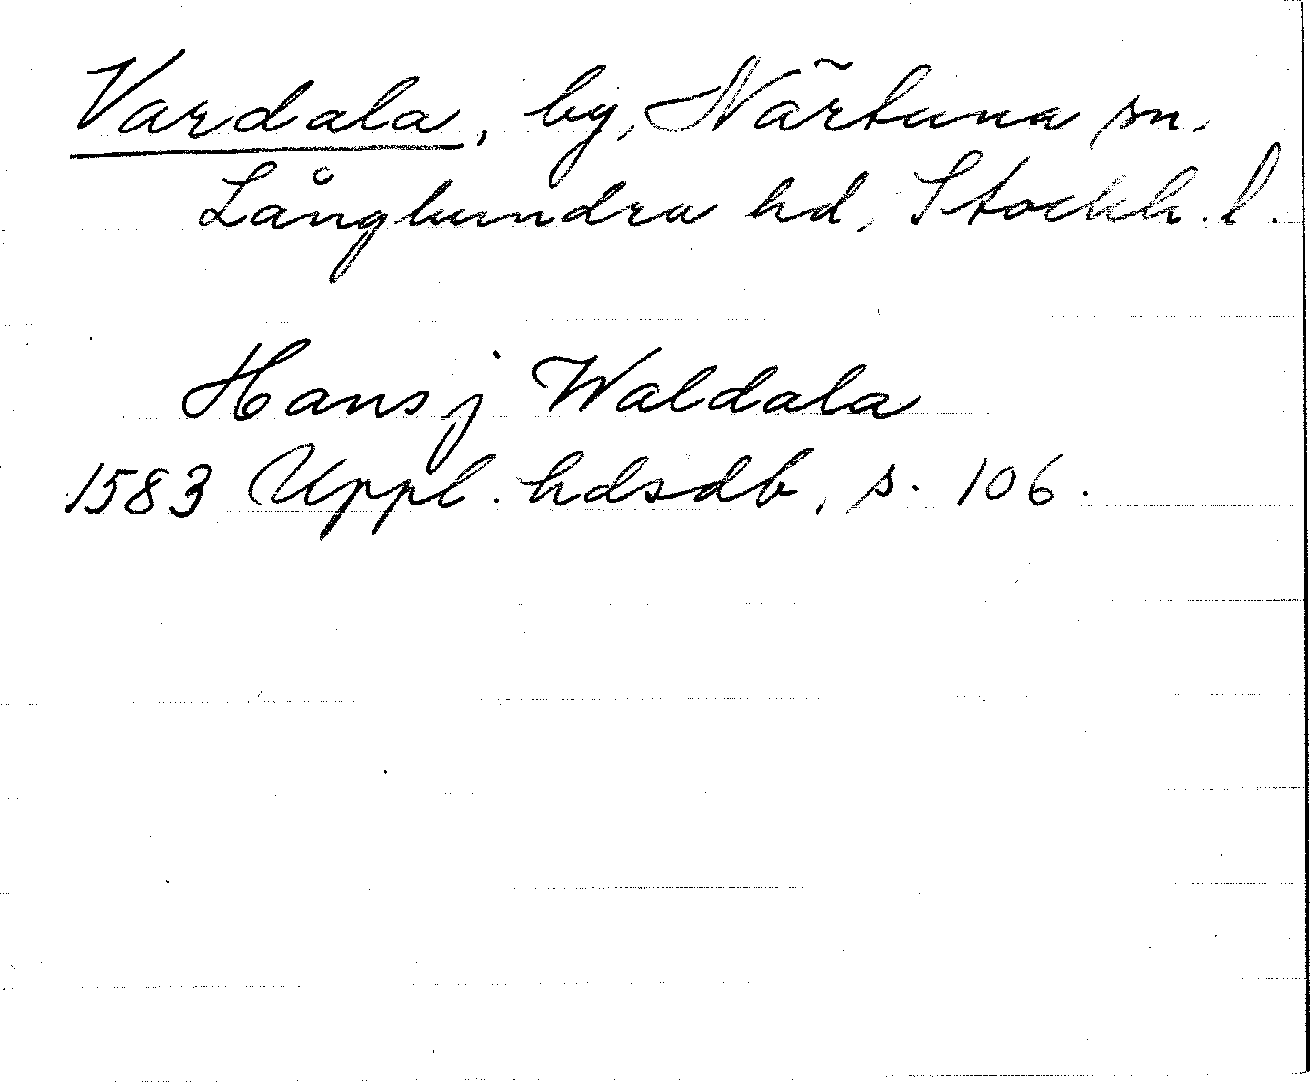 Vardala, by, Närtuna sn.
Långhundra hd, Stockh. l.
Hans j Waldala
1583 Uppl. hdsdb, s. 106.